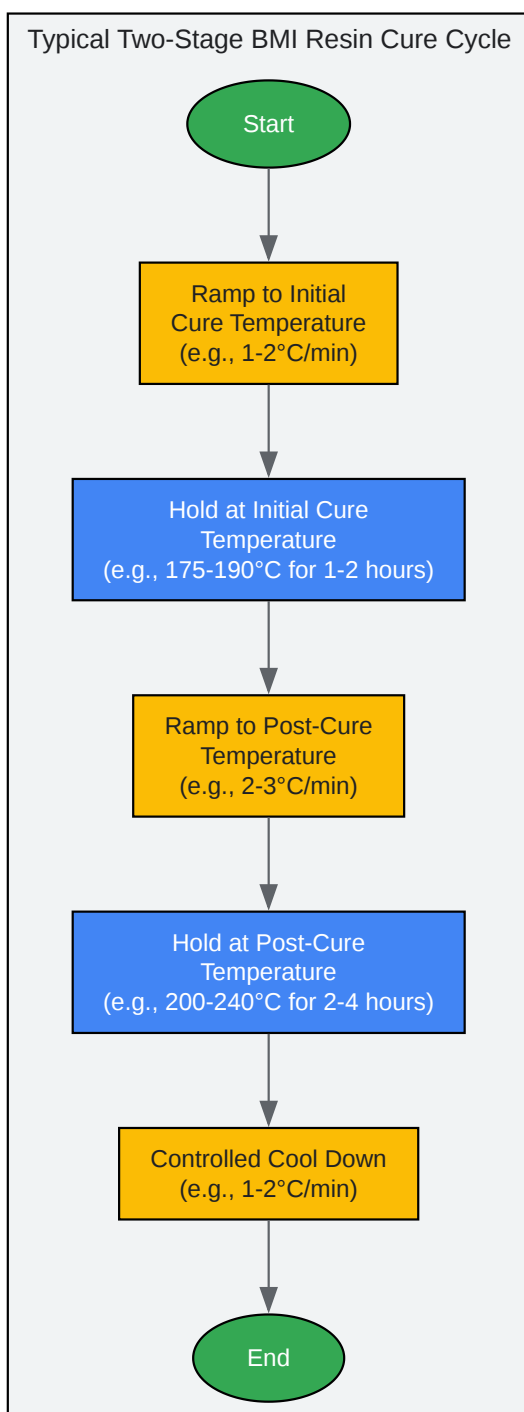 Typical Two-Stage BMI Resin Cure Cycle
Start
Ramp to Initial
Cure Temperature
(e.g., 1-2°C/min)
Hold at Initial Cure
Temperature
(e.g., 175-190°C for 1-2 hours)
Ramp to Post-Cure
Temperature
(e.g., 2-3°C/min)
Hold at Post-Cure
Temperature
(e.g., 200-240°C for 2-4 hours)
Controlled Cool Down
(e.g., 1-2°C/min)
End